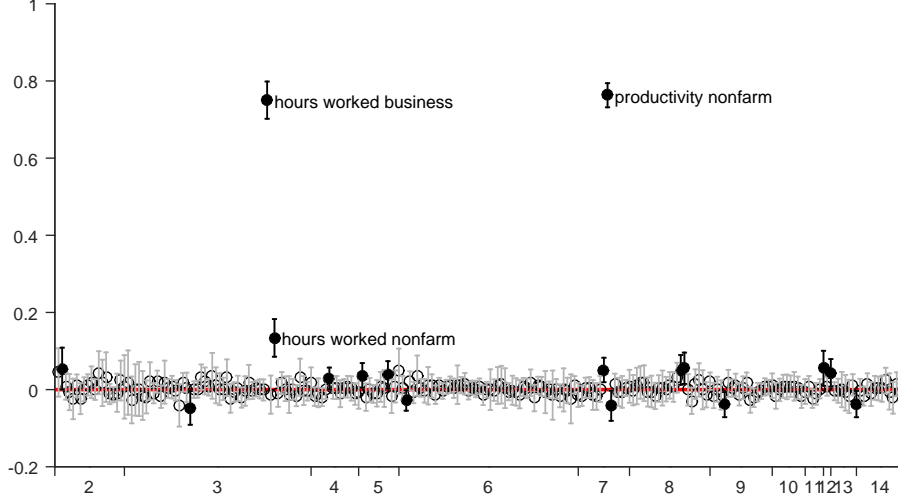 1
0.8
hours worked business
productivity nonfarm
0.6
0.4
0.2
hours worked nonfarm
0
-0.2
2 3 4 5 6 7 8 9 10 11 12 13 14